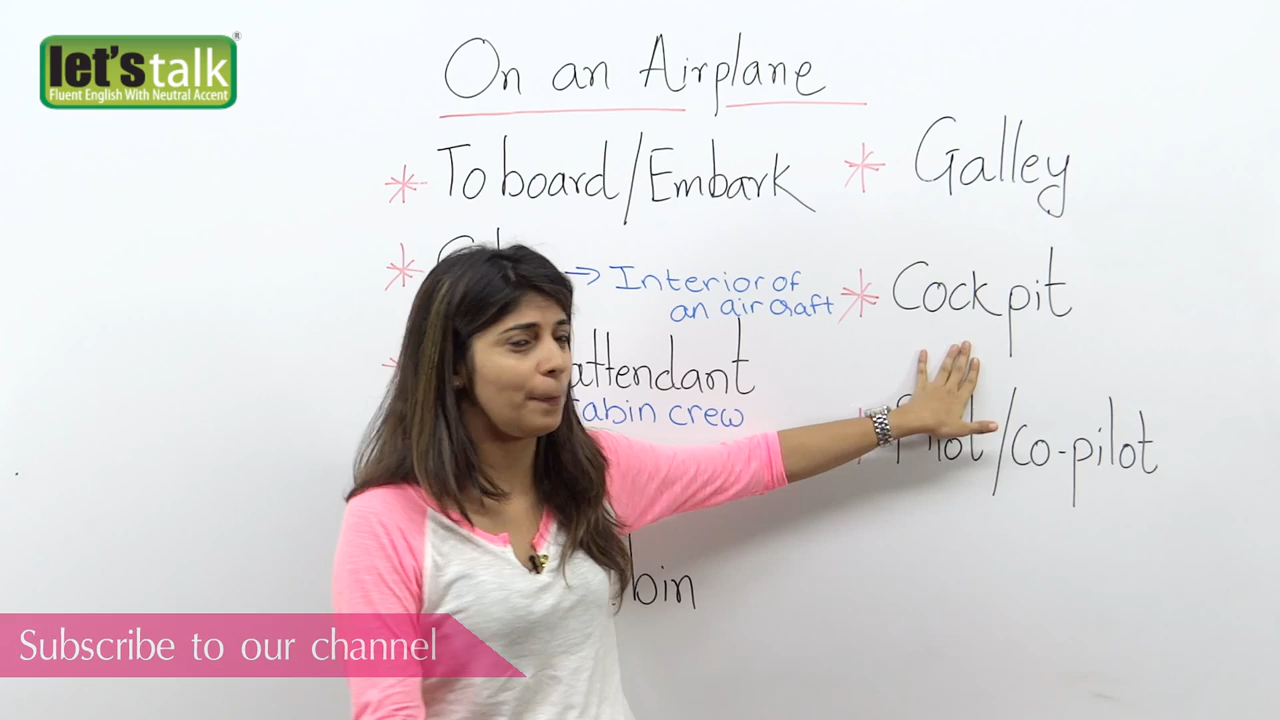 let's talk®
Fluent English With Neutral Accent
On an Airplane
* To board/Embark
* Galley
*
→ Interior of
an aircraft
* Cockpit
attendant
cabin crew
Pilot/co-pilot
bin
Subscribe to our channel